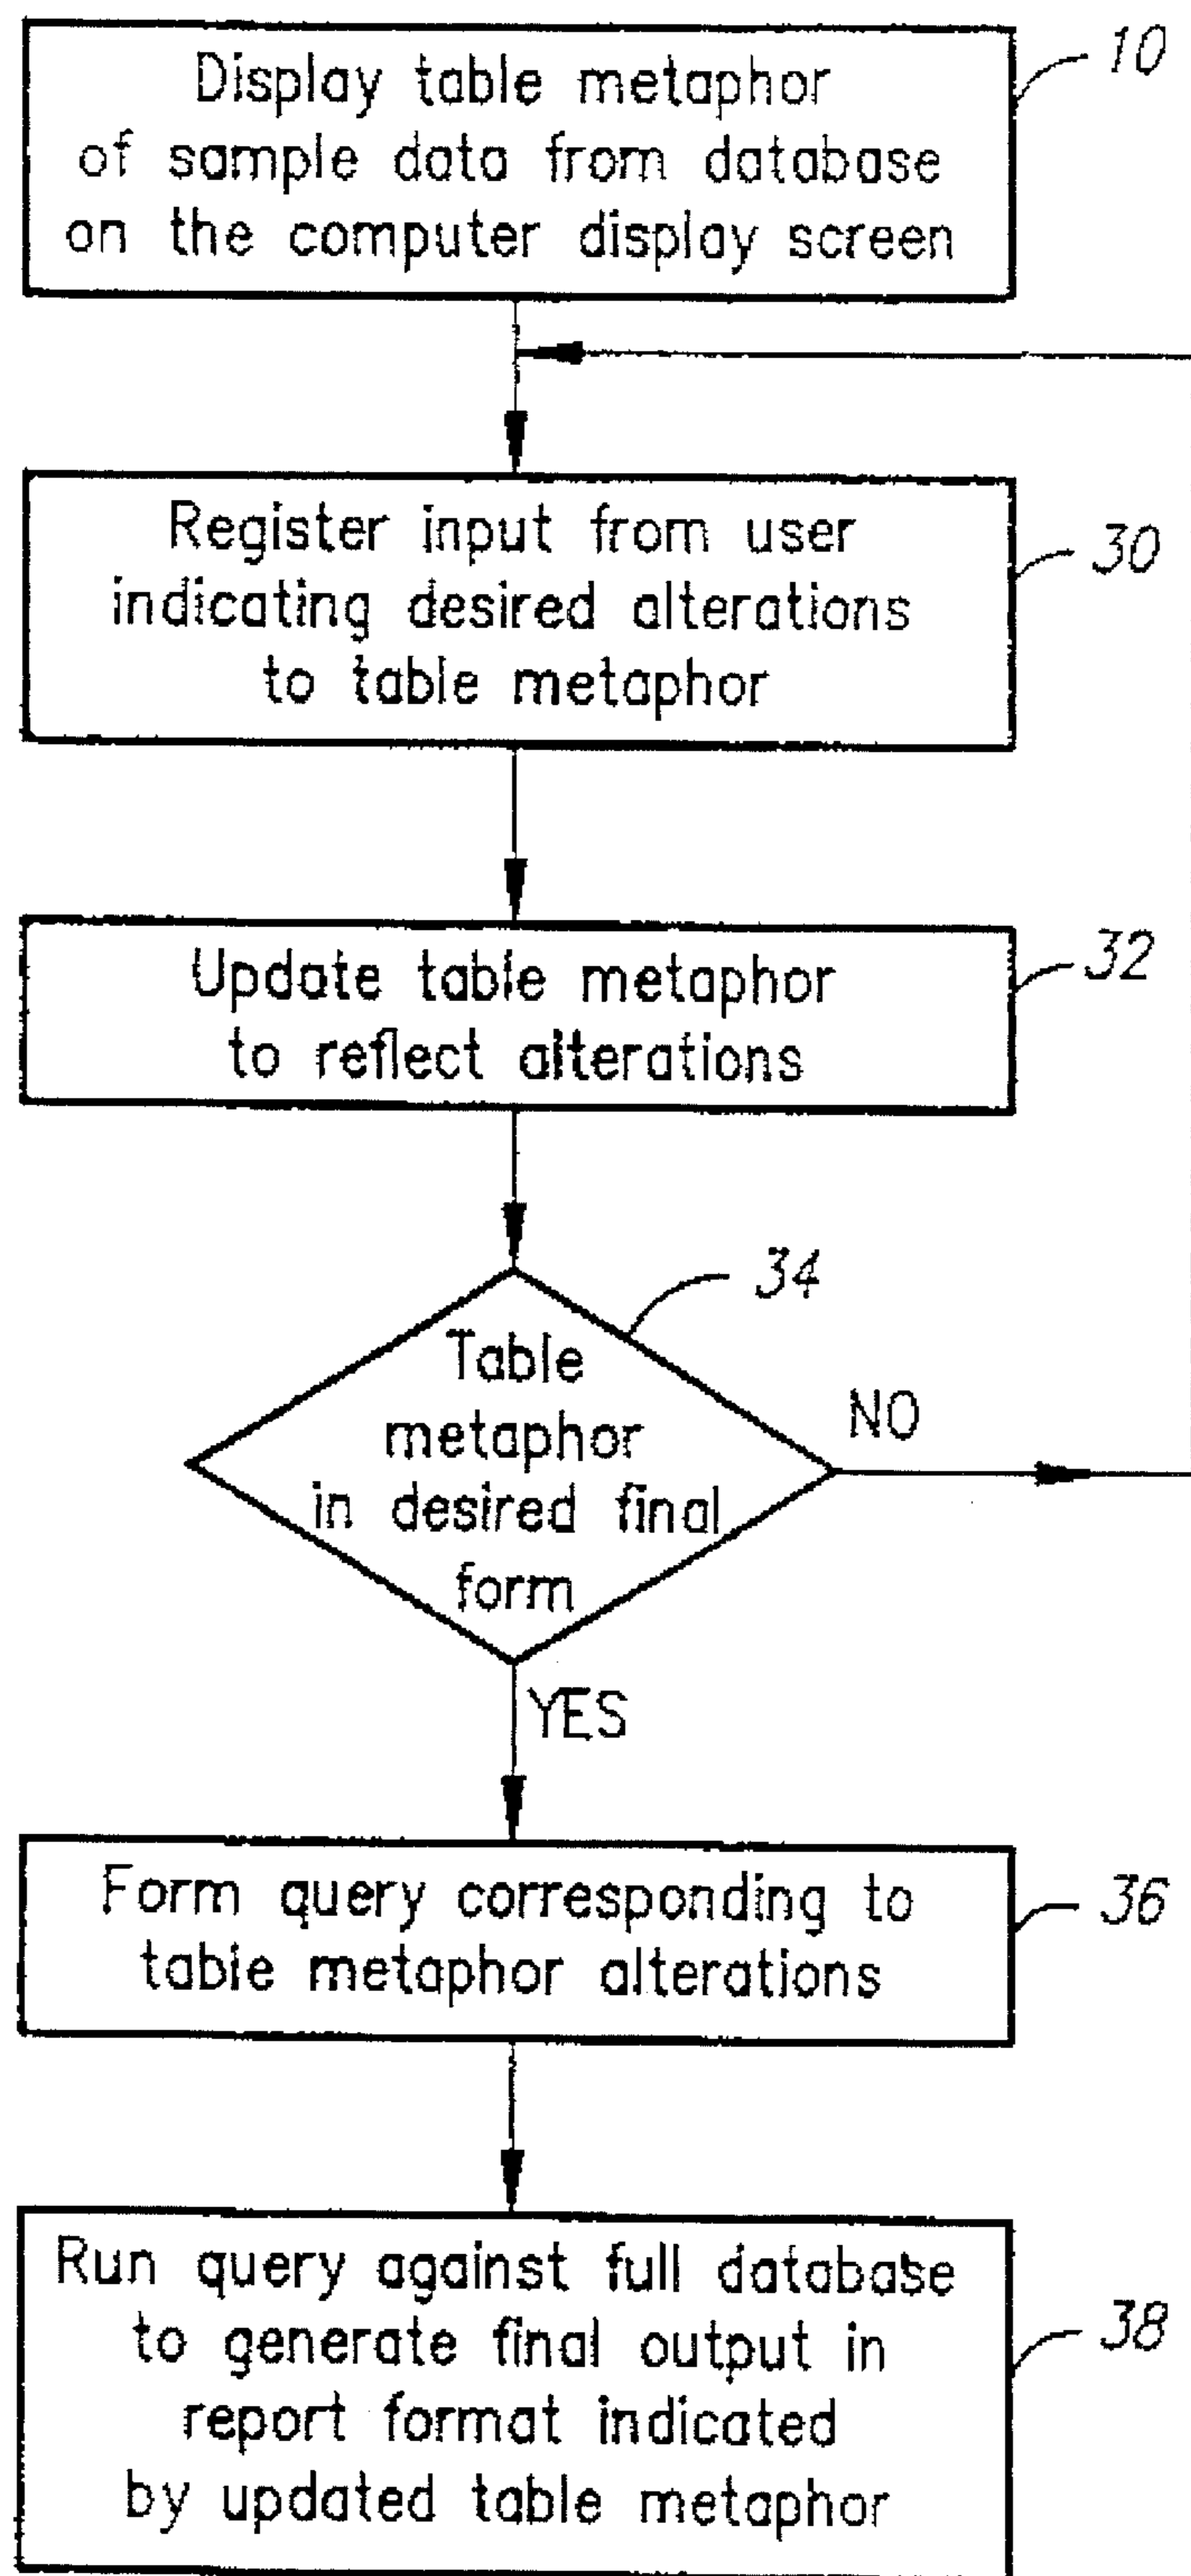 Display table metaphor
of sample data from database
on the computer display screen
10
Register input from user
indicating desired alterations
to table metaphor
30
Update table metaphor
to reflect alterations
32
34
Table
metaphor
in desired final
form
NO
YES
Form query corresponding to
table metaphor alterations
36
Run query against full database
to generate final output in
report format indicated
by updated table metaphor
38